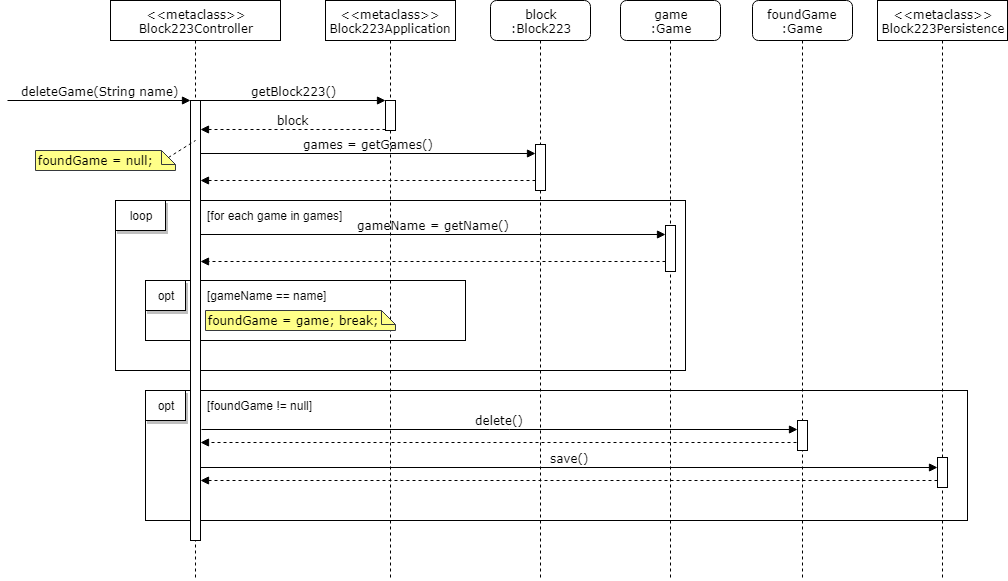 <<metaclass>>
Block223Controller
<<metaclass>>
Block223Application
block
:Block223
game
:Game
foundGame
:Game
<<metaclass>>
Block223Persistence
deleteGame(String name)
getBlock223()
block
foundGame = null;
games = getGames()
loop
[for each game in games]
gameName = getName()
opt
[gameName == name]
foundGame = game; break;
opt
[foundGame != null]
delete()
save()